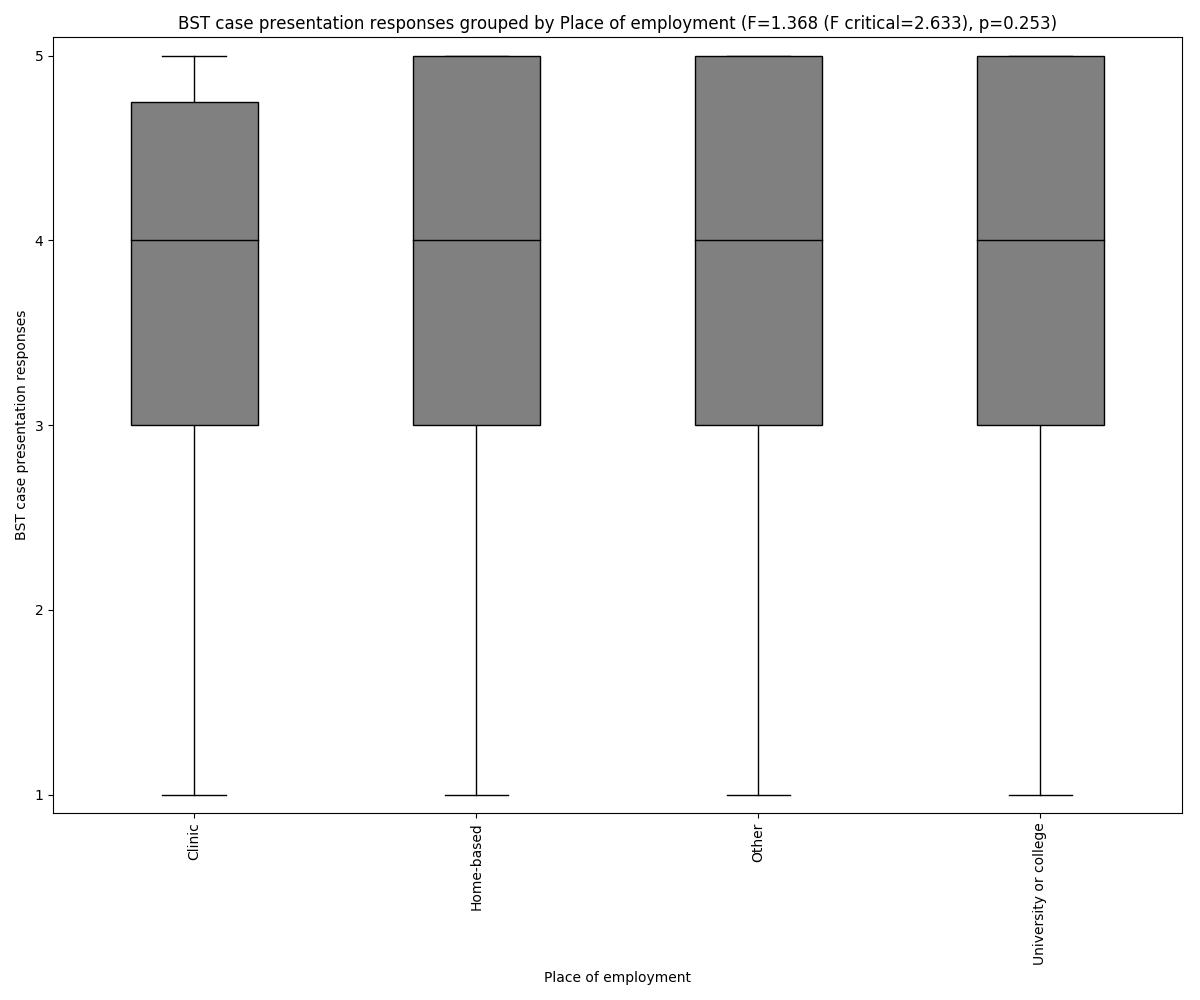 BST case presentation responses grouped by Place of employment (F=1.368 (F critical=2.633), p=0.253)
BST case presentation responses
5
4
3
2
1
Clinic
Home-based
Other
University or college
Place of employment